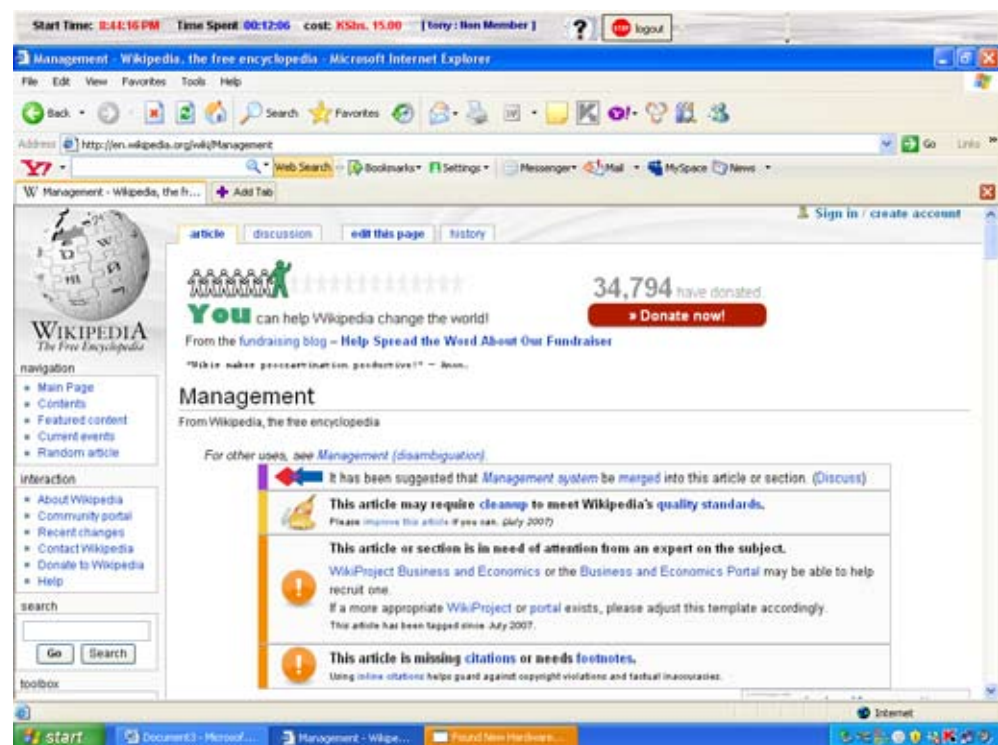 Start Time: 8:44:16 PM Time Spent 00:12:06 cost: KShs. 15.00 [ tony : Non Member ] ? STOP logout
Management - Wikipedia, the free encyclopedia - Microsoft Internet Explorer
File Edit View Favorites Tools Help
Back Search Favorites
Address http://en.wikipedia.org/wiki/Management Go Links »
Y7 Web Search Bookmarks Settings Messenger Mail MySpace News
W Management - Wikipedia, the fr... Add Tab
Sign in / create account
article discussion edit this page history
34,794 have donated.
You can help Wikipedia change the world!
» Donate now!
From the fundraising blog – Help Spread the Word About Our Fundraiser
"Wikis makes procrastination productive!" — Anon.
WIKIPEDIA
The Free Encyclopedia
navigation
Main Page
Contents
Featured content
Current events
Random article
interaction
About Wikipedia
Community portal
Recent changes
Contact Wikipedia
Donate to Wikipedia
Help
search
Go Search
toolbox
Management
From Wikipedia, the free encyclopedia
For other uses, see Management (disambiguation).
It has been suggested that Management system be merged into this article or section. (Discuss)
This article may require cleanup to meet Wikipedia's quality standards.
Please improve this article if you can. (July 2007)
This article or section is in need of attention from an expert on the subject.
WikiProject Business and Economics or the Business and Economics Portal may be able to help
recruit one.
If a more appropriate WikiProject or portal exists, please adjust this template accordingly.
This article has been tagged since July 2007.
This article is missing citations or needs footnotes.
Using inline citations helps guard against copyright violations and factual inaccuracies.
Internet
start Document3 - Microsof... Management - Wikipe... Found New Hardware...